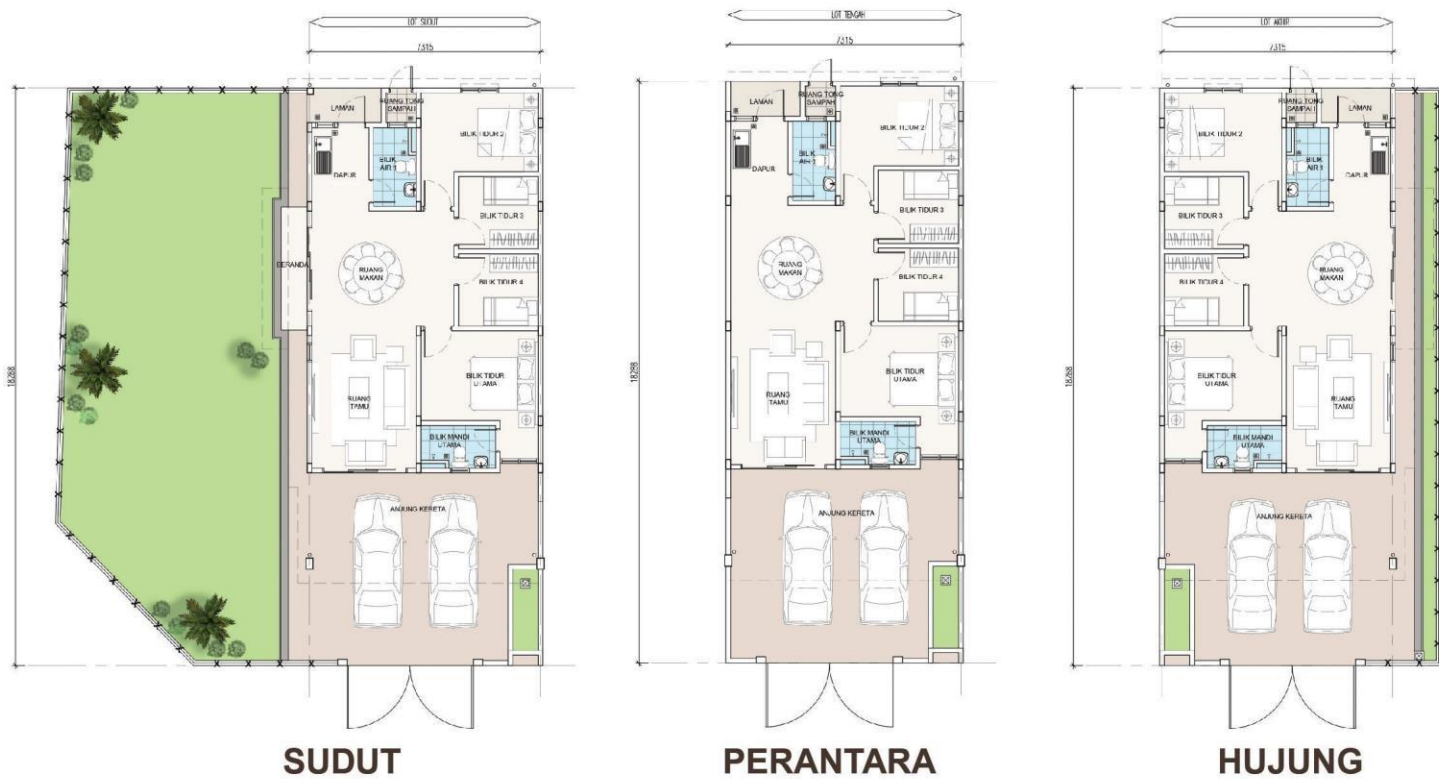 LOT SUDUT
7315
18288
LAMAN
RUANG TONG
SAMPAH
BILIK TIDUR 2
BILIK
AIR 1
DAPUR
BILIK TIDUR 3
BERANDA
RUANG
MAKAN
BILIK TIDUR 4
BILIK TIDUR
UTAMA
RUANG
TAMU
BILIK MANDI
UTAMA
ANJUNG KERETA
SUDUT
LOT TENGAH
7315
18288
LAMAN
RUANG TONG
SAMPAH
BILIK TIDUR 2
BILIK
AIR 1
DAPUR
BILIK TIDUR 3
RUANG
MAKAN
BILIK TIDUR 4
BILIK TIDUR
UTAMA
RUANG
TAMU
BILIK MANDI
UTAMA
ANJUNG KERETA
PERANTARA
LOT AKHIR
7315
18288
RUANG TONG
SAMPAH
LAMAN
BILIK TIDUR 2
BILIK
AIR 1
DAPUR
BILIK TIDUR 3
RUANG
MAKAN
BILIK TIDUR 4
BILIK TIDUR
UTAMA
RUANG
TAMU
BILIK MANDI
UTAMA
ANJUNG KERETA
HUJUNG